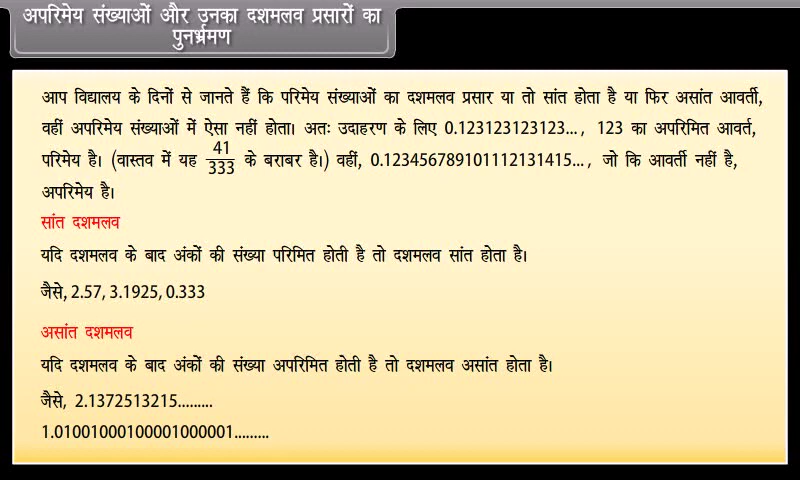 अपरिमेय संख्याओं और उनका दशमलव प्रसारों का
पुनर्भ्रमण
आप विद्यालय के दिनों से जानते हैं कि परिमेय संख्याओं का दशमलव प्रसार या तो सांत होता है या फिर असांत आवर्ती,
वहीं अपरिमेय संख्याओं में ऐसा नहीं होता। अतः उदाहरण के लिए 0.123123123123..., 123 का अपरिमित आवर्त,
परिमेय है। (वास्तव में यह 41/333 के बराबर है।) वहीं, 0.123456789101112131415..., जो कि आवर्ती नहीं है,
अपरिमेय है।
सांत दशमलव
यदि दशमलव के बाद अंकों की संख्या परिमित होती है तो दशमलव सांत होता है।
जैसे, 2.57, 3.1925, 0.333
असांत दशमलव
यदि दशमलव के बाद अंकों की संख्या अपरिमित होती है तो दशमलव असांत होता है।
जैसे, 2.1372513215.........
1.01001000100001000001.........